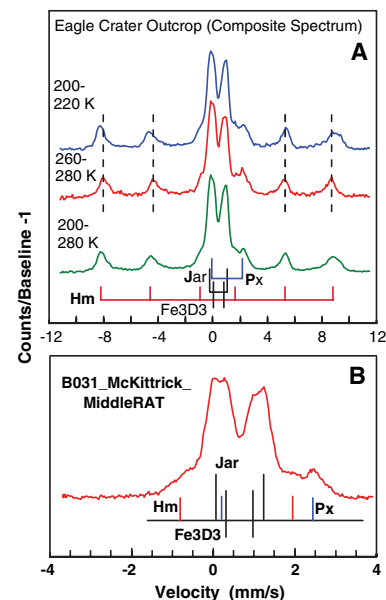 Eagle Crater Outcrop (Composite Spectrum)
A
200-
220 K
260-
280 K
200-
280 K
Jar
Px
Hm
Fe3D3
-12 -8 -4 0 4 8 12
Counts/Baseline -1
B
B031_McKittrick_
MiddleRAT
Jar
Hm
Px
Fe3D3
-4 -2 0 2 4
Velocity (mm/s)